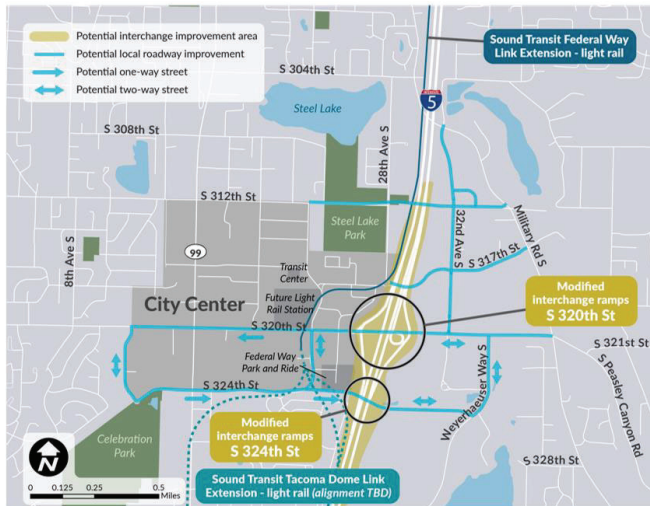 Potential interchange improvement area
Potential local roadway improvement
Potential one-way street
Potential two-way street
Sound Transit Federal Way
Link Extension - light rail
INTERSTATE
5
S 304th St
Steel Lake
S 308th St
28th Ave S
S 312th St
Steel Lake
Park
32nd Ave S
Military Rd S
8th Ave S
99
Transit
Center
S 317th St
City Center
Future Light
Rail Station
Modified
interchange ramps
S 320th St
S 320th St
S 321st St
Federal Way
Park and Ride
S 324th St
Weyerhaeuser Way S
S Peasley Canyon Rd
Celebration
Park
Modified
interchange ramps
S 324th St
S 328th St
N
0 0.125 0.25 0.5
Miles
Sound Transit Tacoma Dome Link
Extension - light rail (alignment TBD)